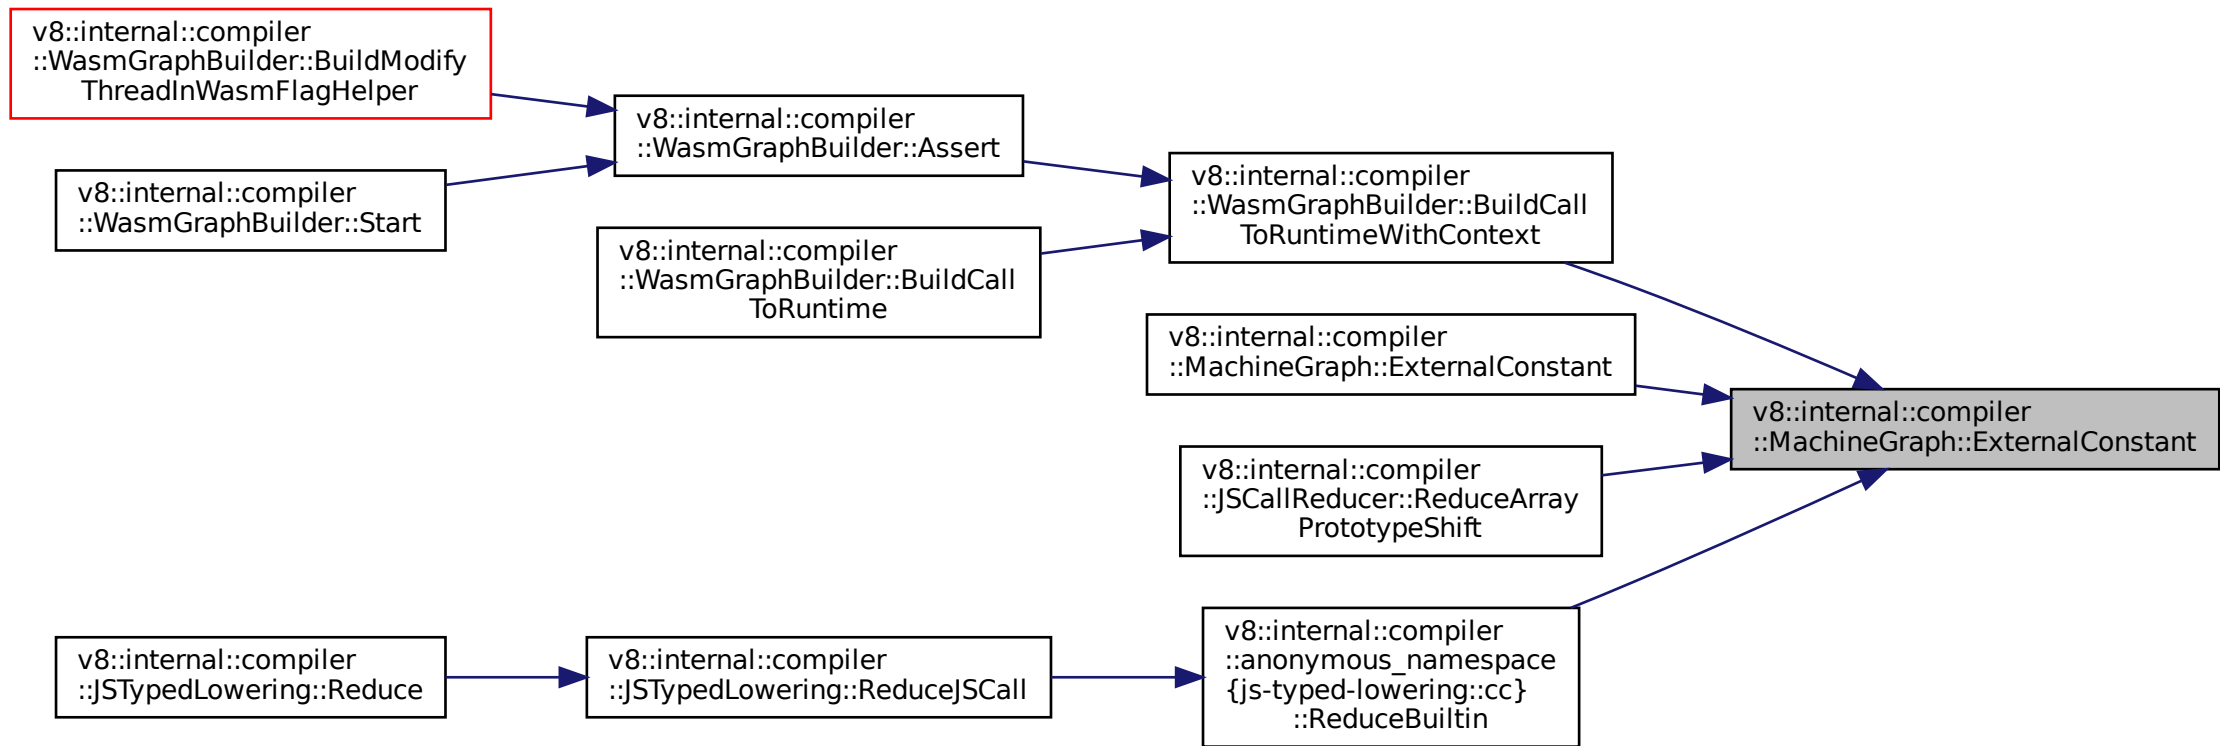 v8::internal::compiler
::WasmGraphBuilder::BuildModify
ThreadInWasmFlagHelper
v8::internal::compiler
::WasmGraphBuilder::Start
v8::internal::compiler
::WasmGraphBuilder::Assert
v8::internal::compiler
::WasmGraphBuilder::BuildCall
ToRuntime
v8::internal::compiler
::WasmGraphBuilder::BuildCall
ToRuntimeWithContext
v8::internal::compiler
::MachineGraph::ExternalConstant
v8::internal::compiler
::MachineGraph::ExternalConstant
v8::internal::compiler
::JSCallReducer::ReduceArray
PrototypeShift
v8::internal::compiler
::JSTypedLowering::Reduce
v8::internal::compiler
::JSTypedLowering::ReduceJSCall
v8::internal::compiler
::anonymous_namespace
{js-typed-lowering::cc}
::ReduceBuiltin